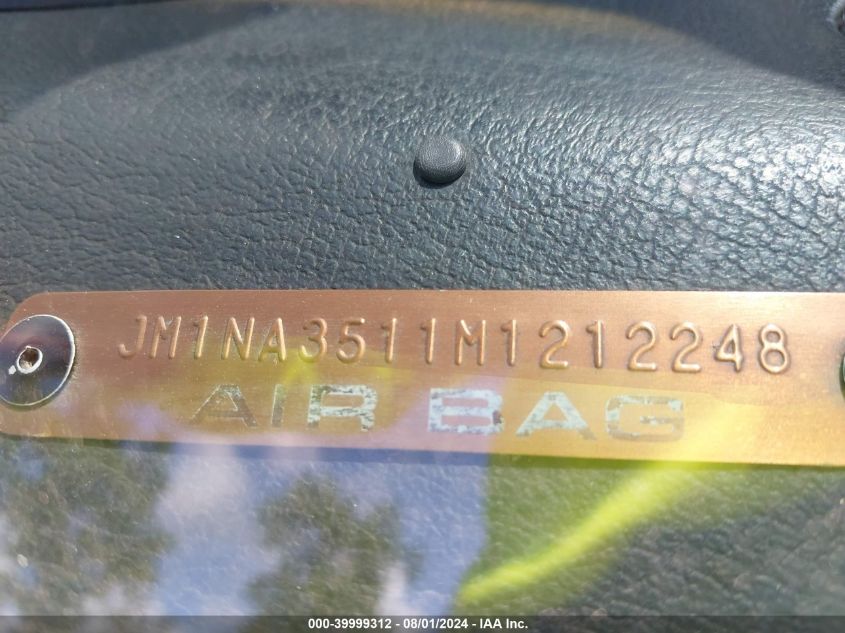 JM1NA3511M1212248
AIR BAG
000-39999312 - 08/01/2024 - IAA Inc.